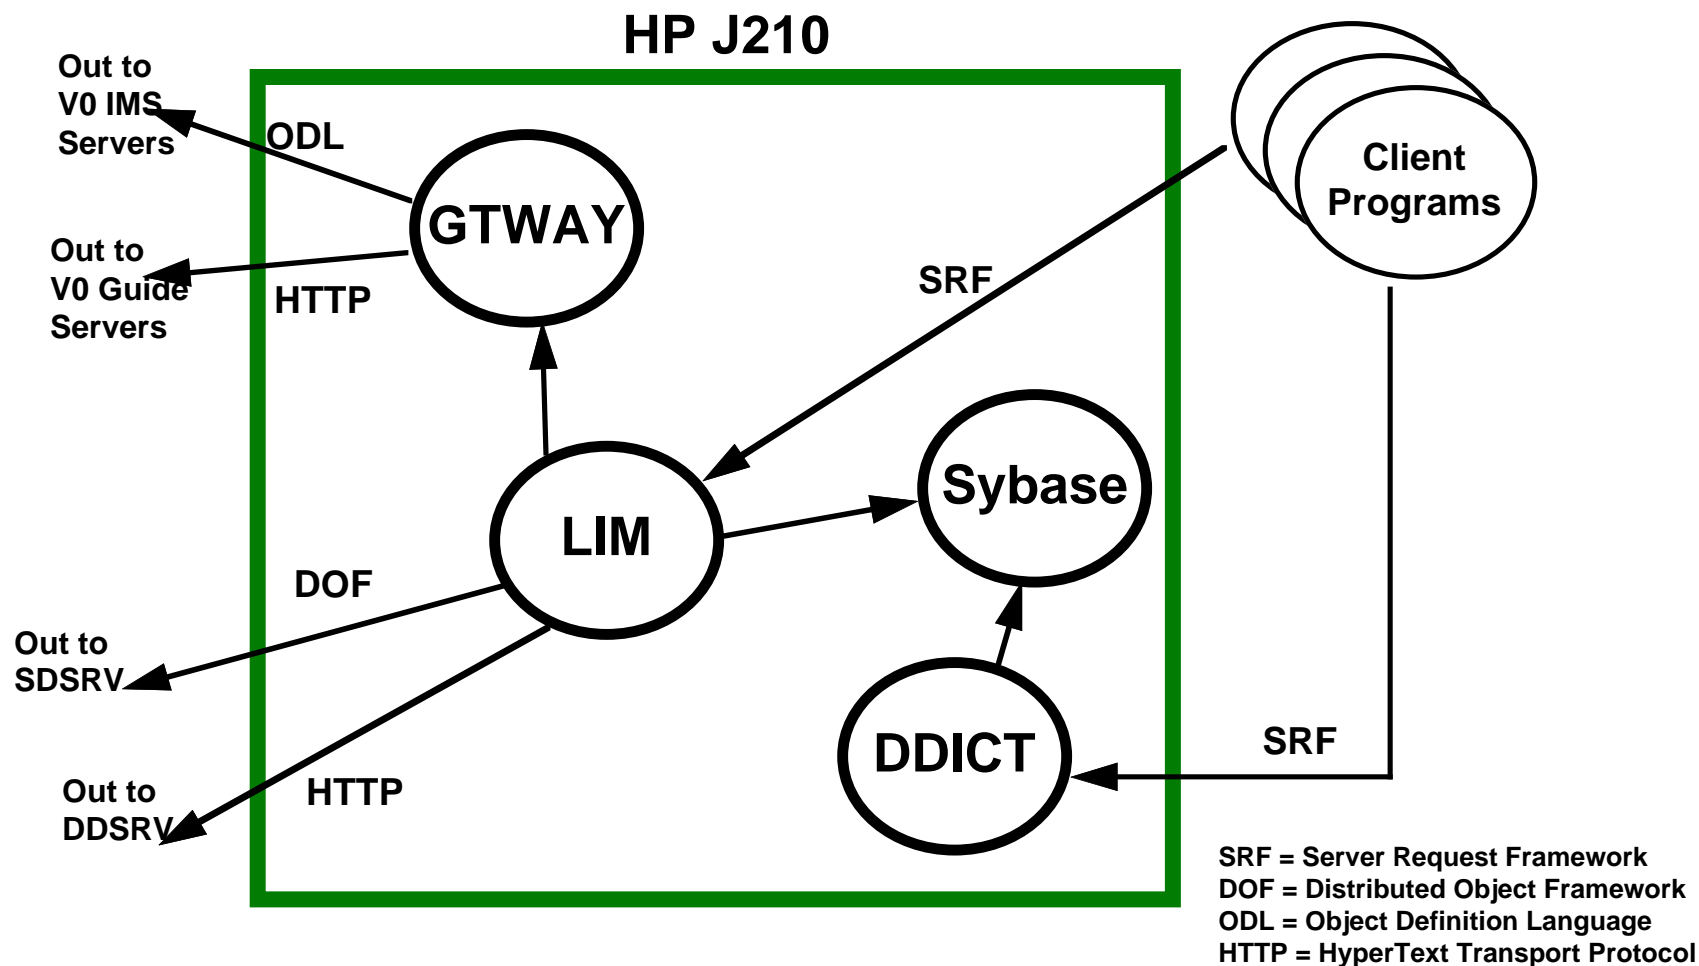 HP J210
Out to
V0 IMS
Servers
ODL
GTWAY
Client
Programs
Out to
V0 Guide
Servers
HTTP
SRF
Sybase
LIM
DOF
Out to
SDSRV
DDICT
SRF
HTTP
Out to
DDSRV
SRF = Server Request Framework
DOF = Distributed Object Framework
ODL = Object Definition Language
HTTP = HyperText Transport Protocol